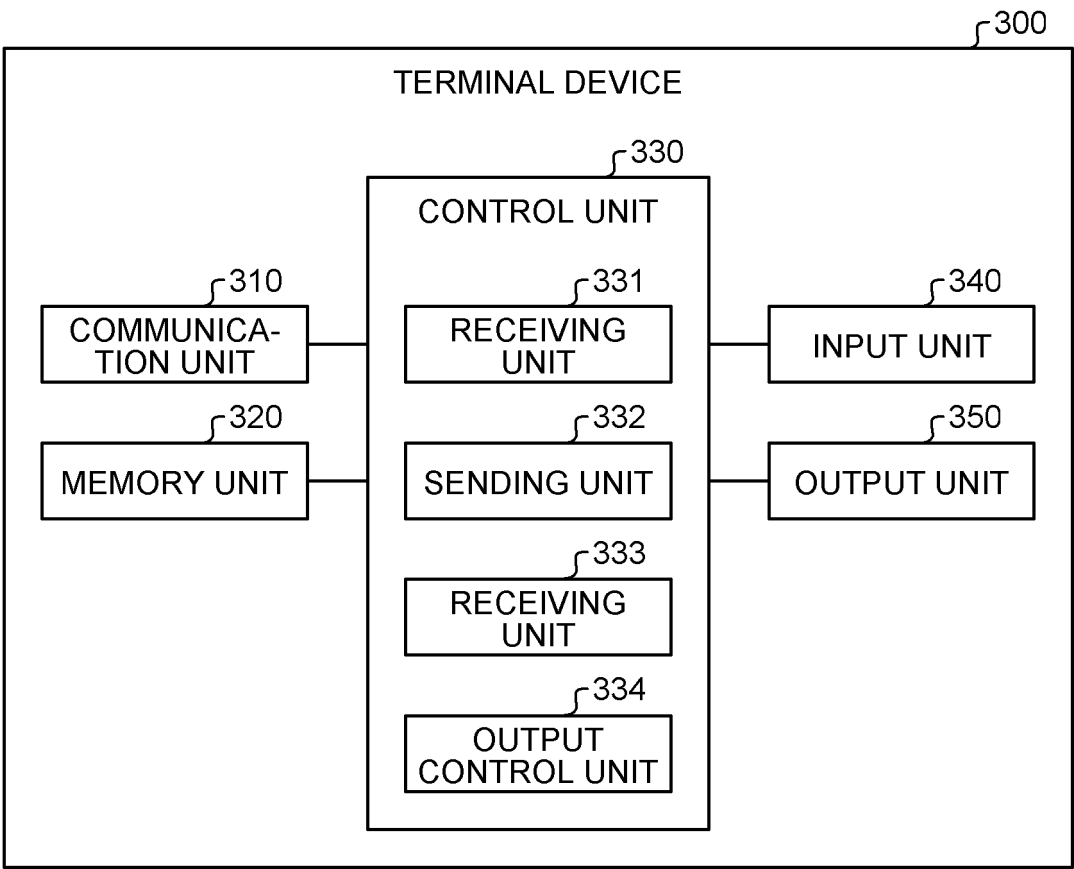 300
TERMINAL DEVICE
330
CONTROL UNIT
310
COMMUNICA-
TION UNIT
331
RECEIVING
UNIT
340
INPUT UNIT
320
MEMORY UNIT
332
SENDING UNIT
350
OUTPUT UNIT
333
RECEIVING
UNIT
334
OUTPUT
CONTROL UNIT